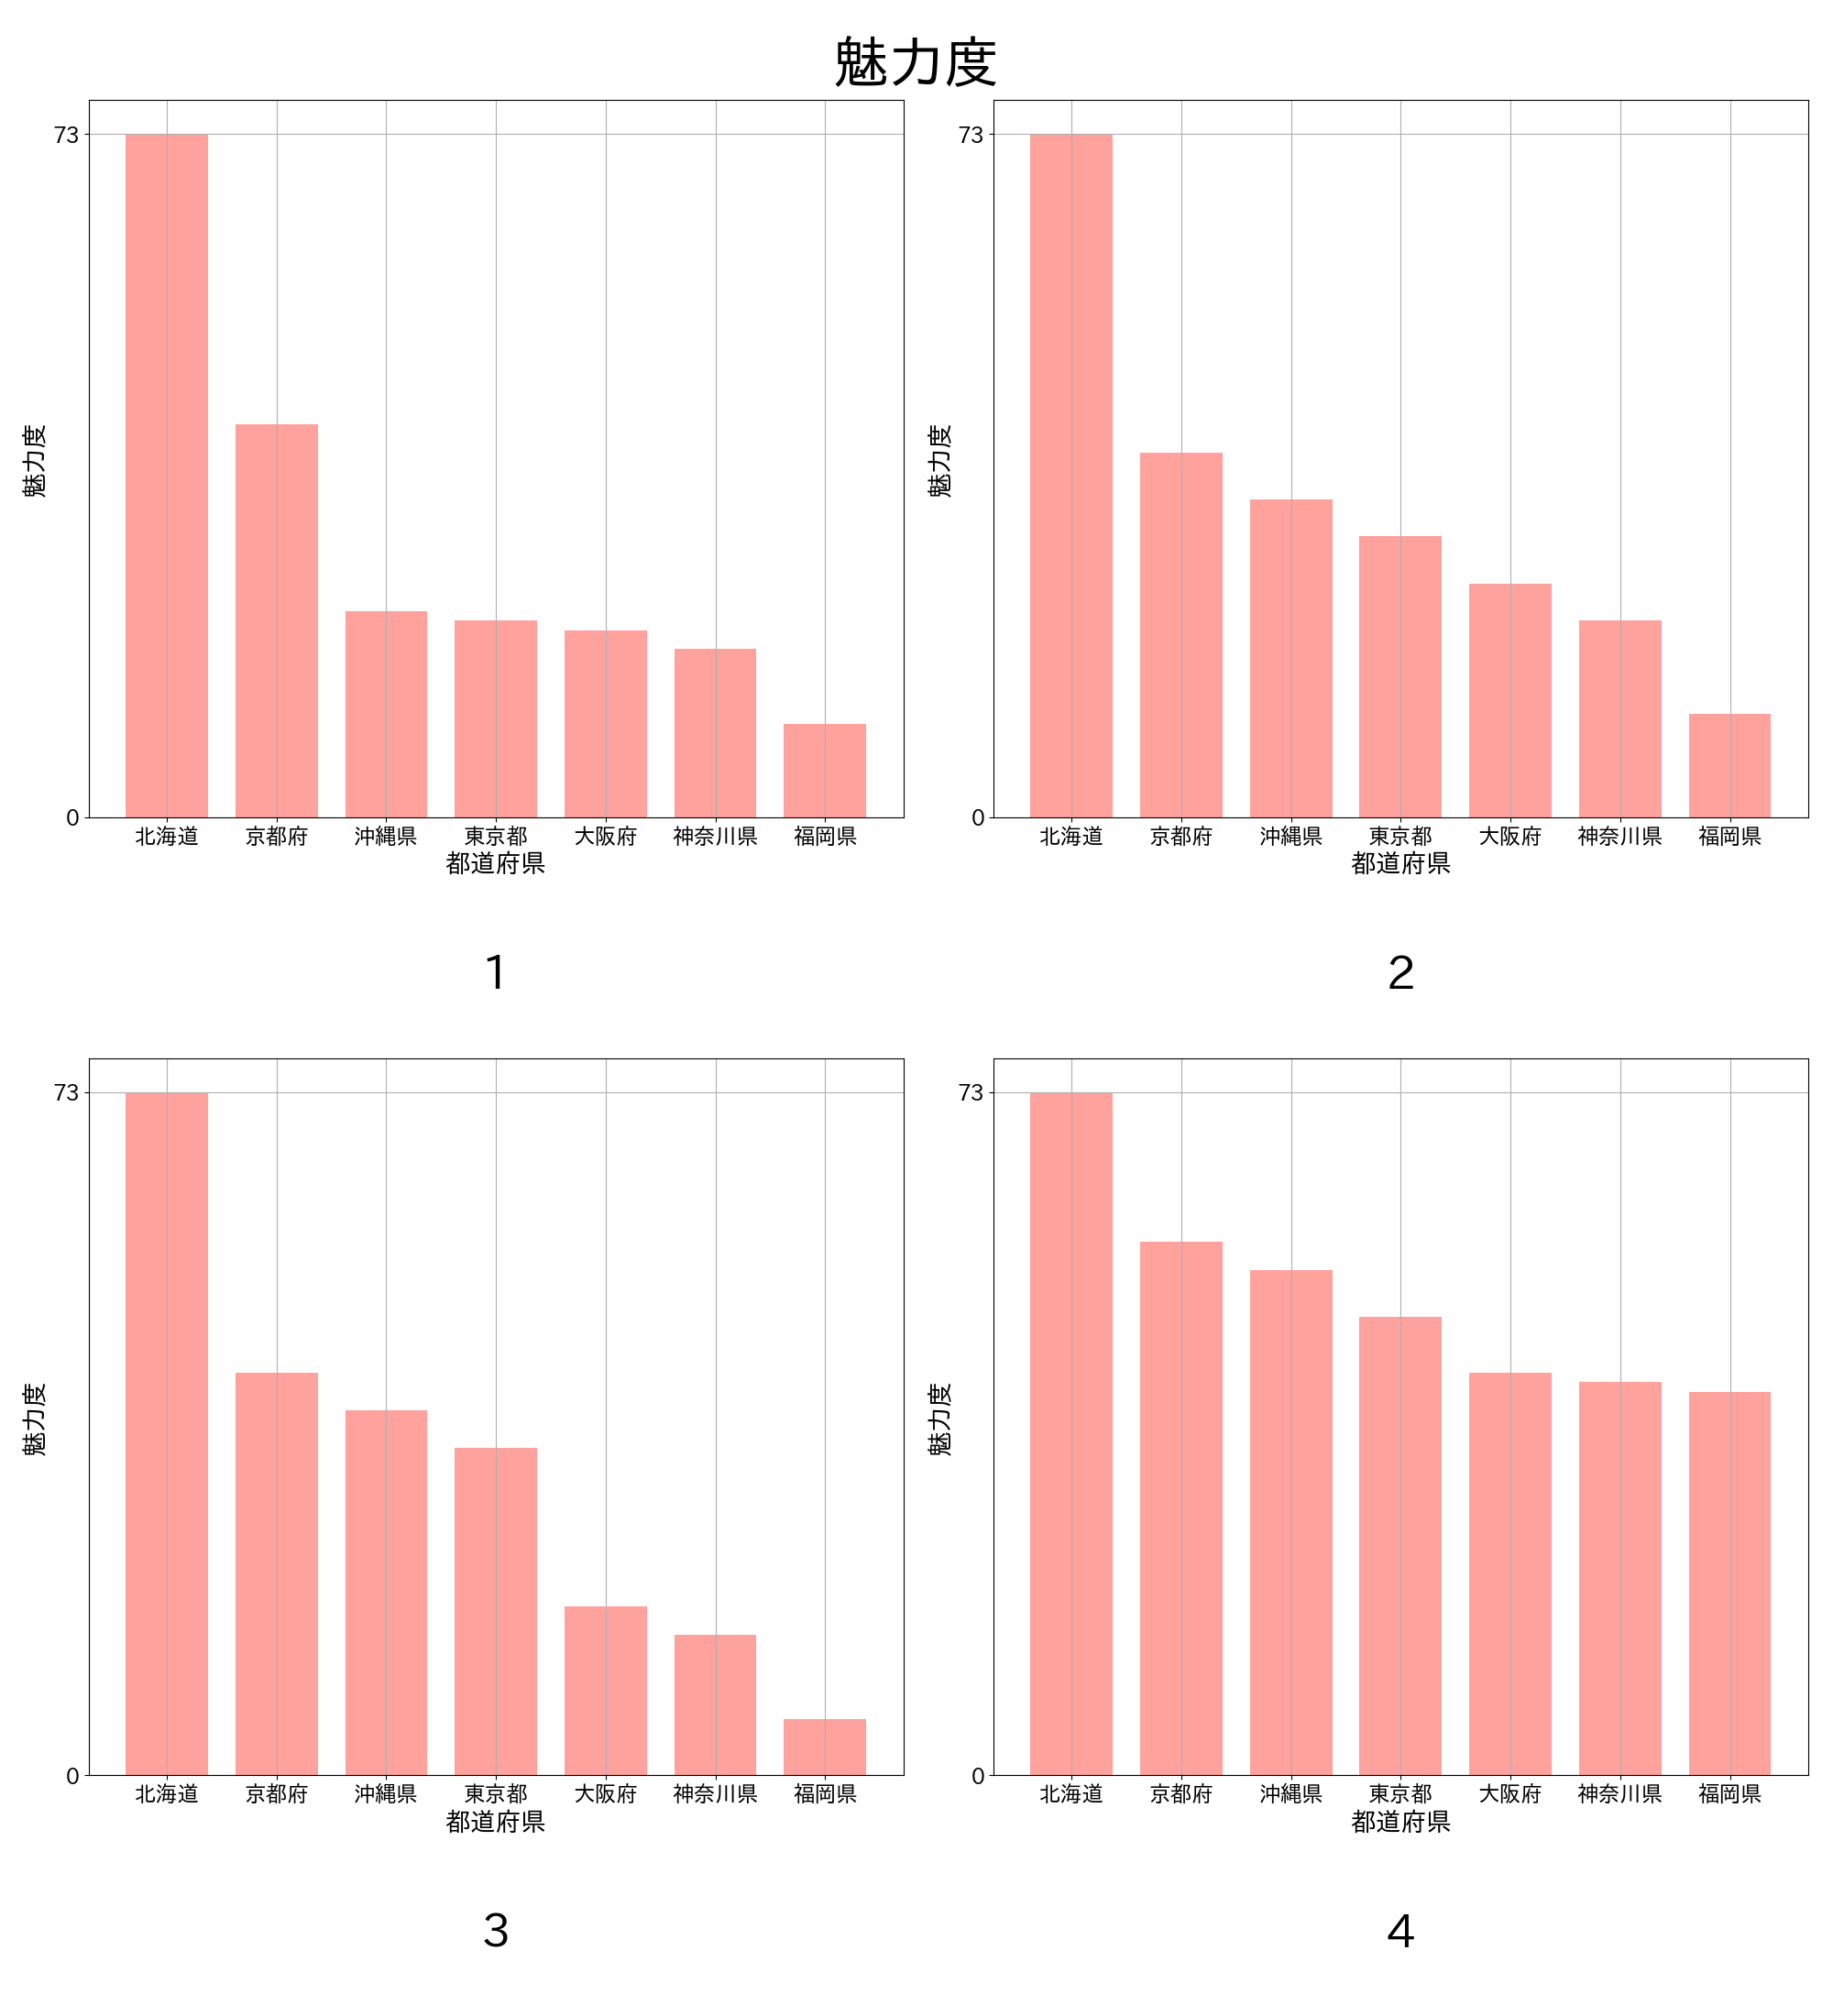 魅力度
73
魅力度
0
北海道 京都府 沖縄県 東京都 大阪府 神奈川県 福岡県
都道府県
1
73
魅力度
0
北海道 京都府 沖縄県 東京都 大阪府 神奈川県 福岡県
都道府県
2
73
魅力度
0
北海道 京都府 沖縄県 東京都 大阪府 神奈川県 福岡県
都道府県
3
73
魅力度
0
北海道 京都府 沖縄県 東京都 大阪府 神奈川県 福岡県
都道府県
4